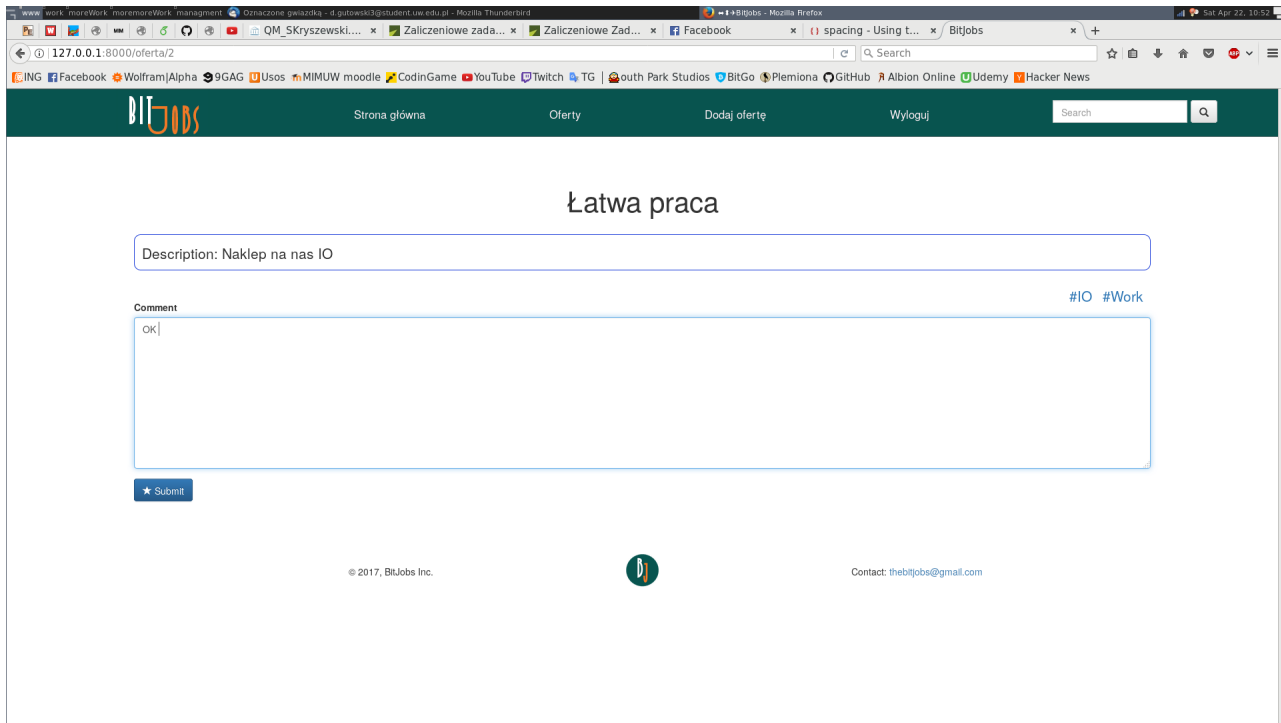 www work moreWork moremoreWork managment Oznaczone gwiazdką - d.gutowski3@student.uw.edu.pl - Mozilla Thunderbird BitJobs - Mozilla Firefox Sat Apr 22, 10:52
QM_SKryszewski.... Zaliczeniowe zada... Zaliczeniowe Zad... Facebook spacing - Using t... BitJobs
127.0.0.1:8000/oferta/2 Search
ING Facebook Wolfram|Alpha 9GAG Usos MIMUW moodle CodinGame YouTube Twitch TG South Park Studios BitGo Plemiona GitHub Albion Online Udemy Hacker News
BITJOBS Strona główna Oferty Dodaj ofertę Wyloguj Search
Łatwa praca
Description: Naklep na nas IO
#IO #Work
Comment
OK
Submit
© 2017, BitJobs Inc. BJ Contact: thebitjobs@gmail.com